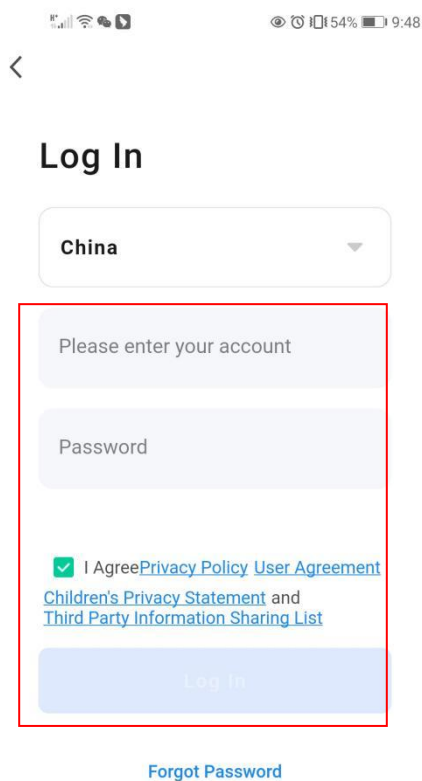 54% 9:48
Log In
China
Please enter your account
Password
I AgreePrivacy Policy User Agreement
Children's Privacy Statement and
Third Party Information Sharing List
Log In
Forgot Password